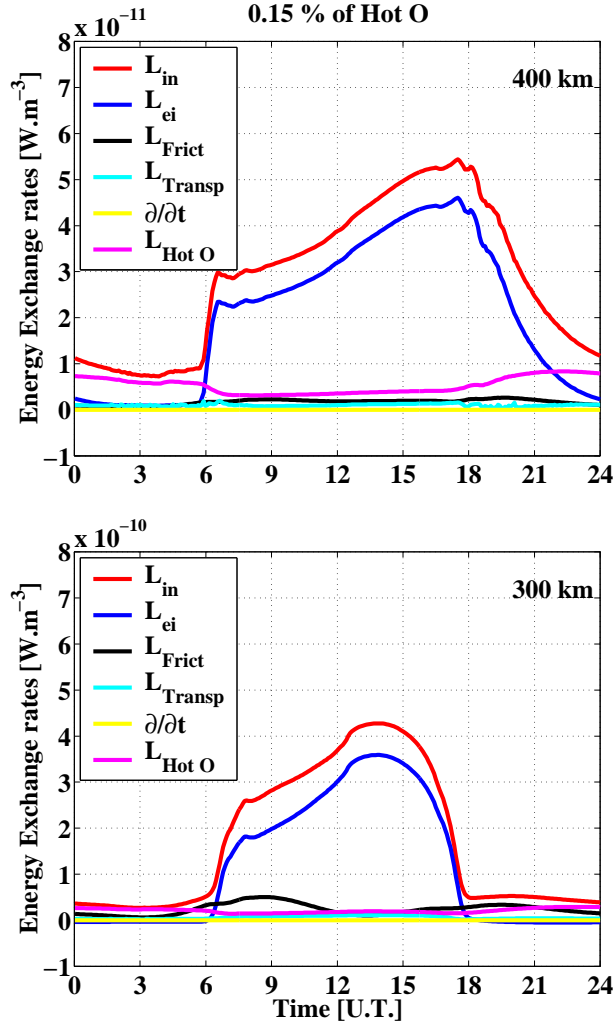 0.15 % of Hot O
x 10⁻¹¹
Energy Exchange rates [W.m⁻³]
8
7
6
5
4
3
2
1
0
−1
400 km
L_in
L_ei
L_Frict
L_Transp
∂/∂t
L_Hot O
0 3 6 9 12 15 18 21 24
x 10⁻¹⁰
Energy Exchange rates [W.m⁻³]
8
7
6
5
4
3
2
1
0
−1
300 km
L_in
L_ei
L_Frict
L_Transp
∂/∂t
L_Hot O
0 3 6 9 12 15 18 21 24
Time [U.T.]